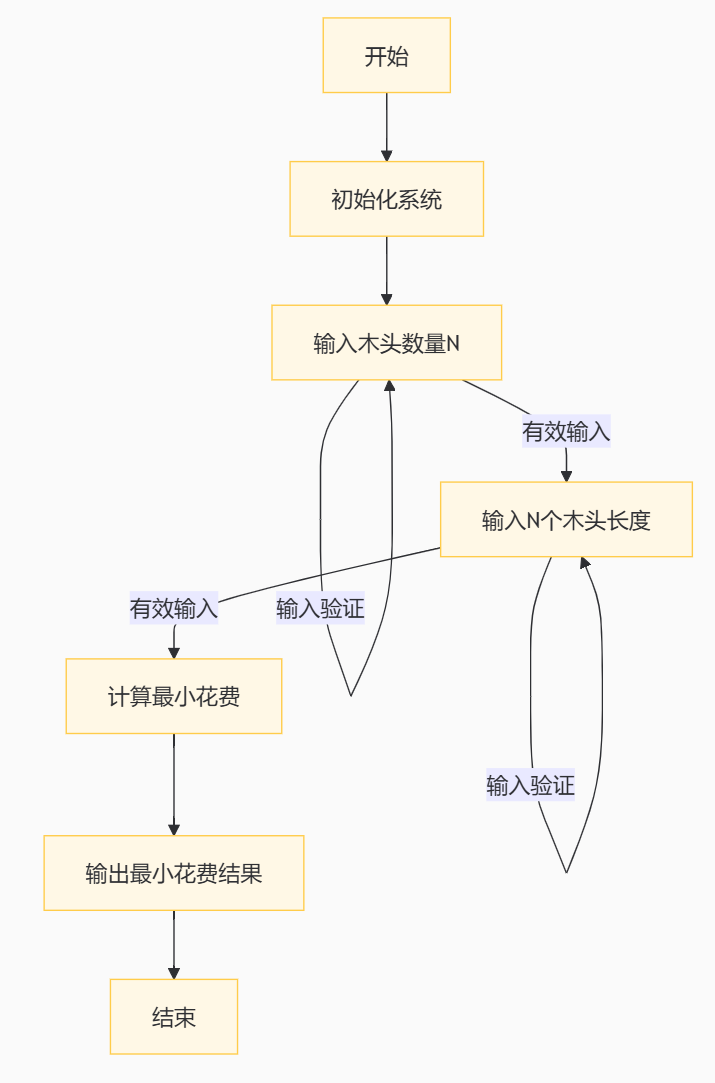 开始
初始化系统
输入木头数量N
有效输入
输入N个木头长度
有效输入
输入验证
计算最小花费
输入验证
输出最小花费结果
结束